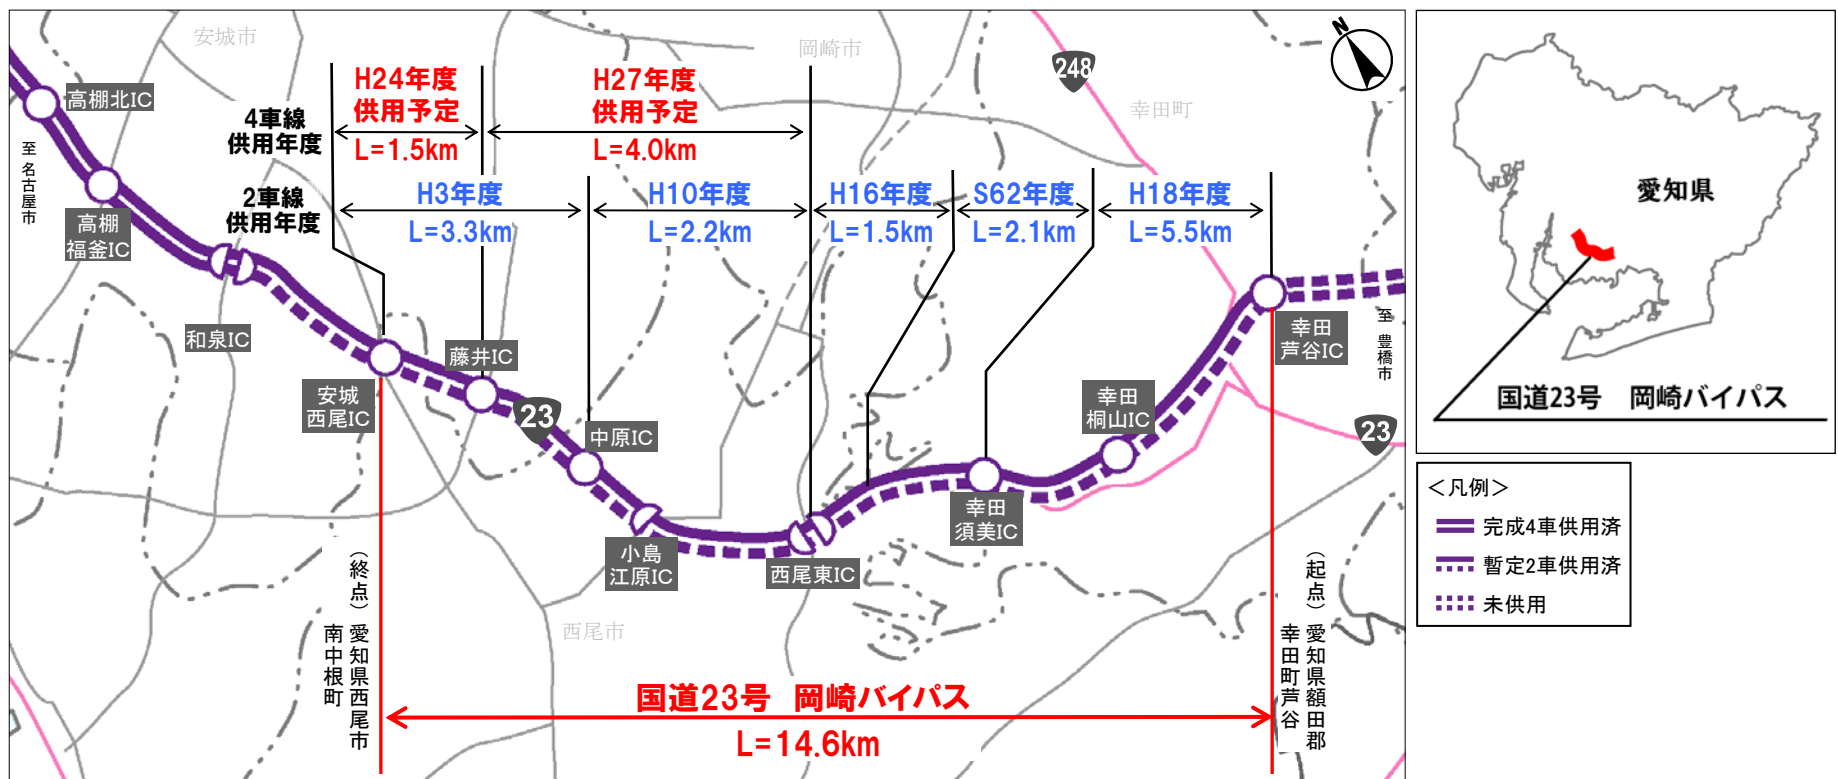 安城市
岡崎市
幸田町
西尾市
N
248
高棚北IC
至 名古屋市
高棚
福釜IC
和泉IC
4車線
供用年度
H24年度
供用予定
L=1.5km
H27年度
供用予定
L=4.0km
2車線
供用年度
H3年度
L=3.3km
H10年度
L=2.2km
H16年度
L=1.5km
S62年度
L=2.1km
H18年度
L=5.5km
安城
西尾IC
藤井IC
23
中原IC
小島
江原IC
西尾東IC
幸田
須美IC
幸田
桐山IC
幸田
芦谷IC
至 豊橋市
23
(終点)愛知県西尾市
南中根町
(起点)愛知県額田郡
幸田町芦谷
国道23号 岡崎バイパス
L=14.6km
愛知県
国道23号 岡崎バイパス
<凡例>
完成4車供用済
暫定2車供用済
未供用